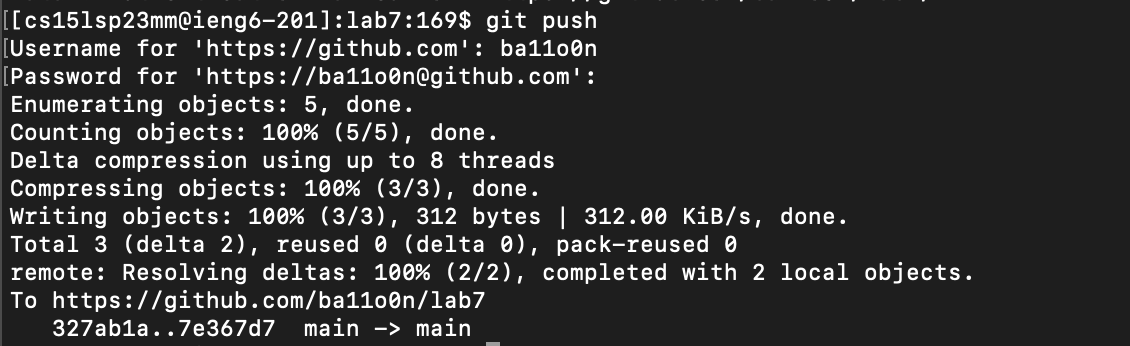 [[cs15lsp23mm@ieng6-201]:lab7:169$ git push
[Username for 'https://github.com': ba11o0n
[Password for 'https://ba11o0n@github.com':
Enumerating objects: 5, done.
Counting objects: 100% (5/5), done.
Delta compression using up to 8 threads
Compressing objects: 100% (3/3), done.
Writing objects: 100% (3/3), 312 bytes | 312.00 KiB/s, done.
Total 3 (delta 2), reused 0 (delta 0), pack-reused 0
remote: Resolving deltas: 100% (2/2), completed with 2 local objects.
To https://github.com/ba11o0n/lab7
   327ab1a..7e367d7  main -> main